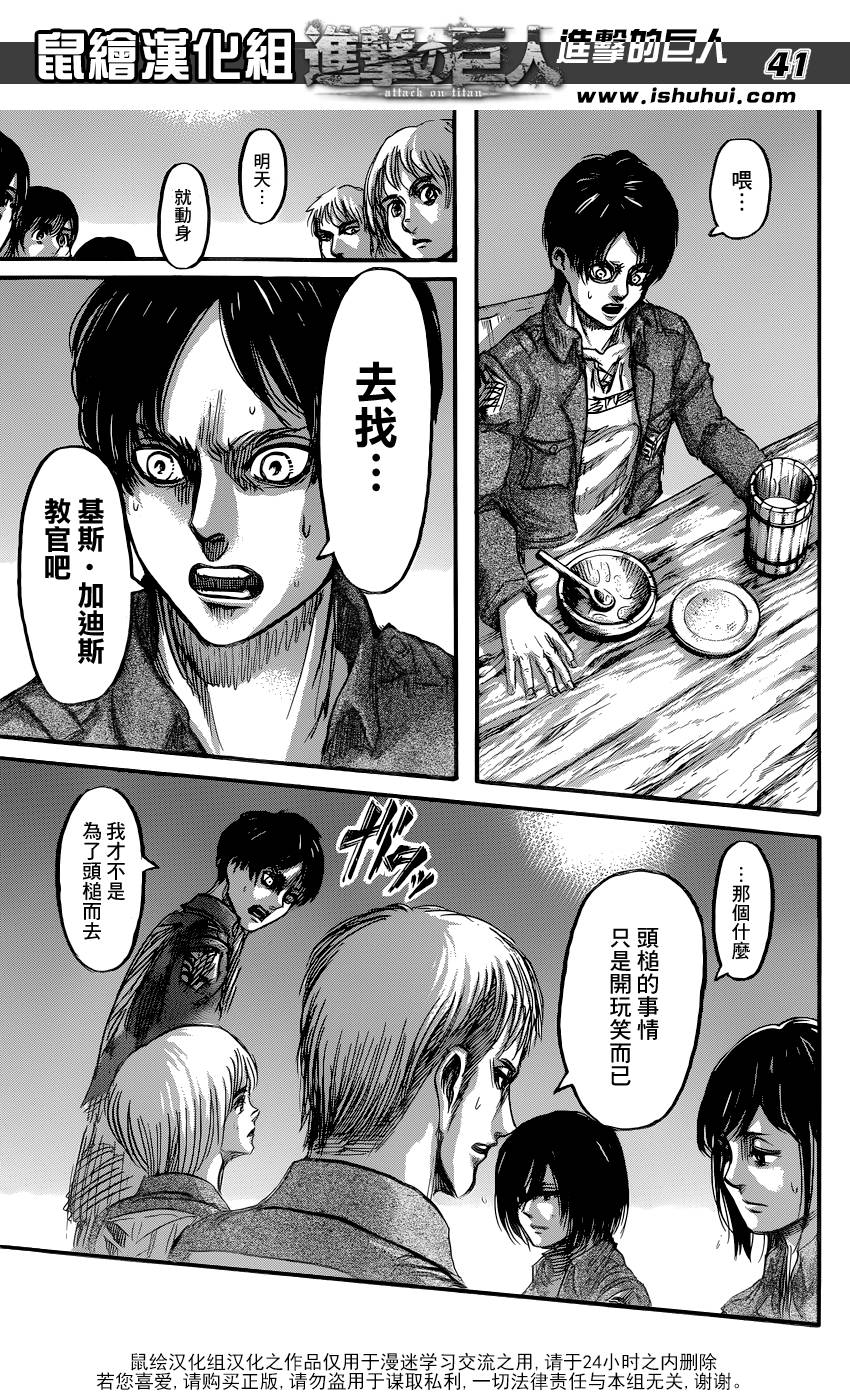 鼠繪漢化組
進撃の巨人
attack on titan
進撃的巨人
www.ishuhui.com
41
喂…
明天…
就動身
去找…
基斯・加迪斯
教官吧
…那個什麼
頭槌的事情
只是開玩笑而已
ガタッ
我才不是
為了頭槌而去
鼠绘汉化组汉化之作品仅用于漫迷学习交流之用, 请于24小时之内删除
若您喜爱, 请购买正版, 请勿盗用于谋取私利, 一切法律责任与本组无关, 谢谢。